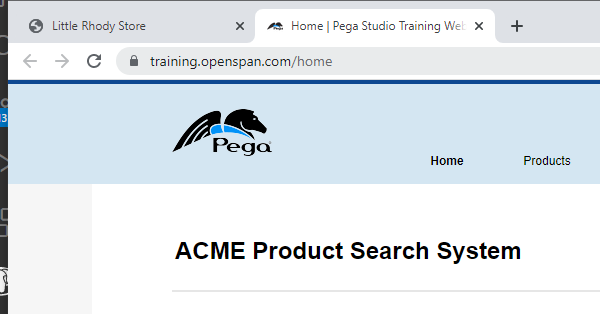 Little Rhody Store
Home | Pega Studio Training Web
training.openspan.com/home
Pega
Home Products
ACME Product Search System